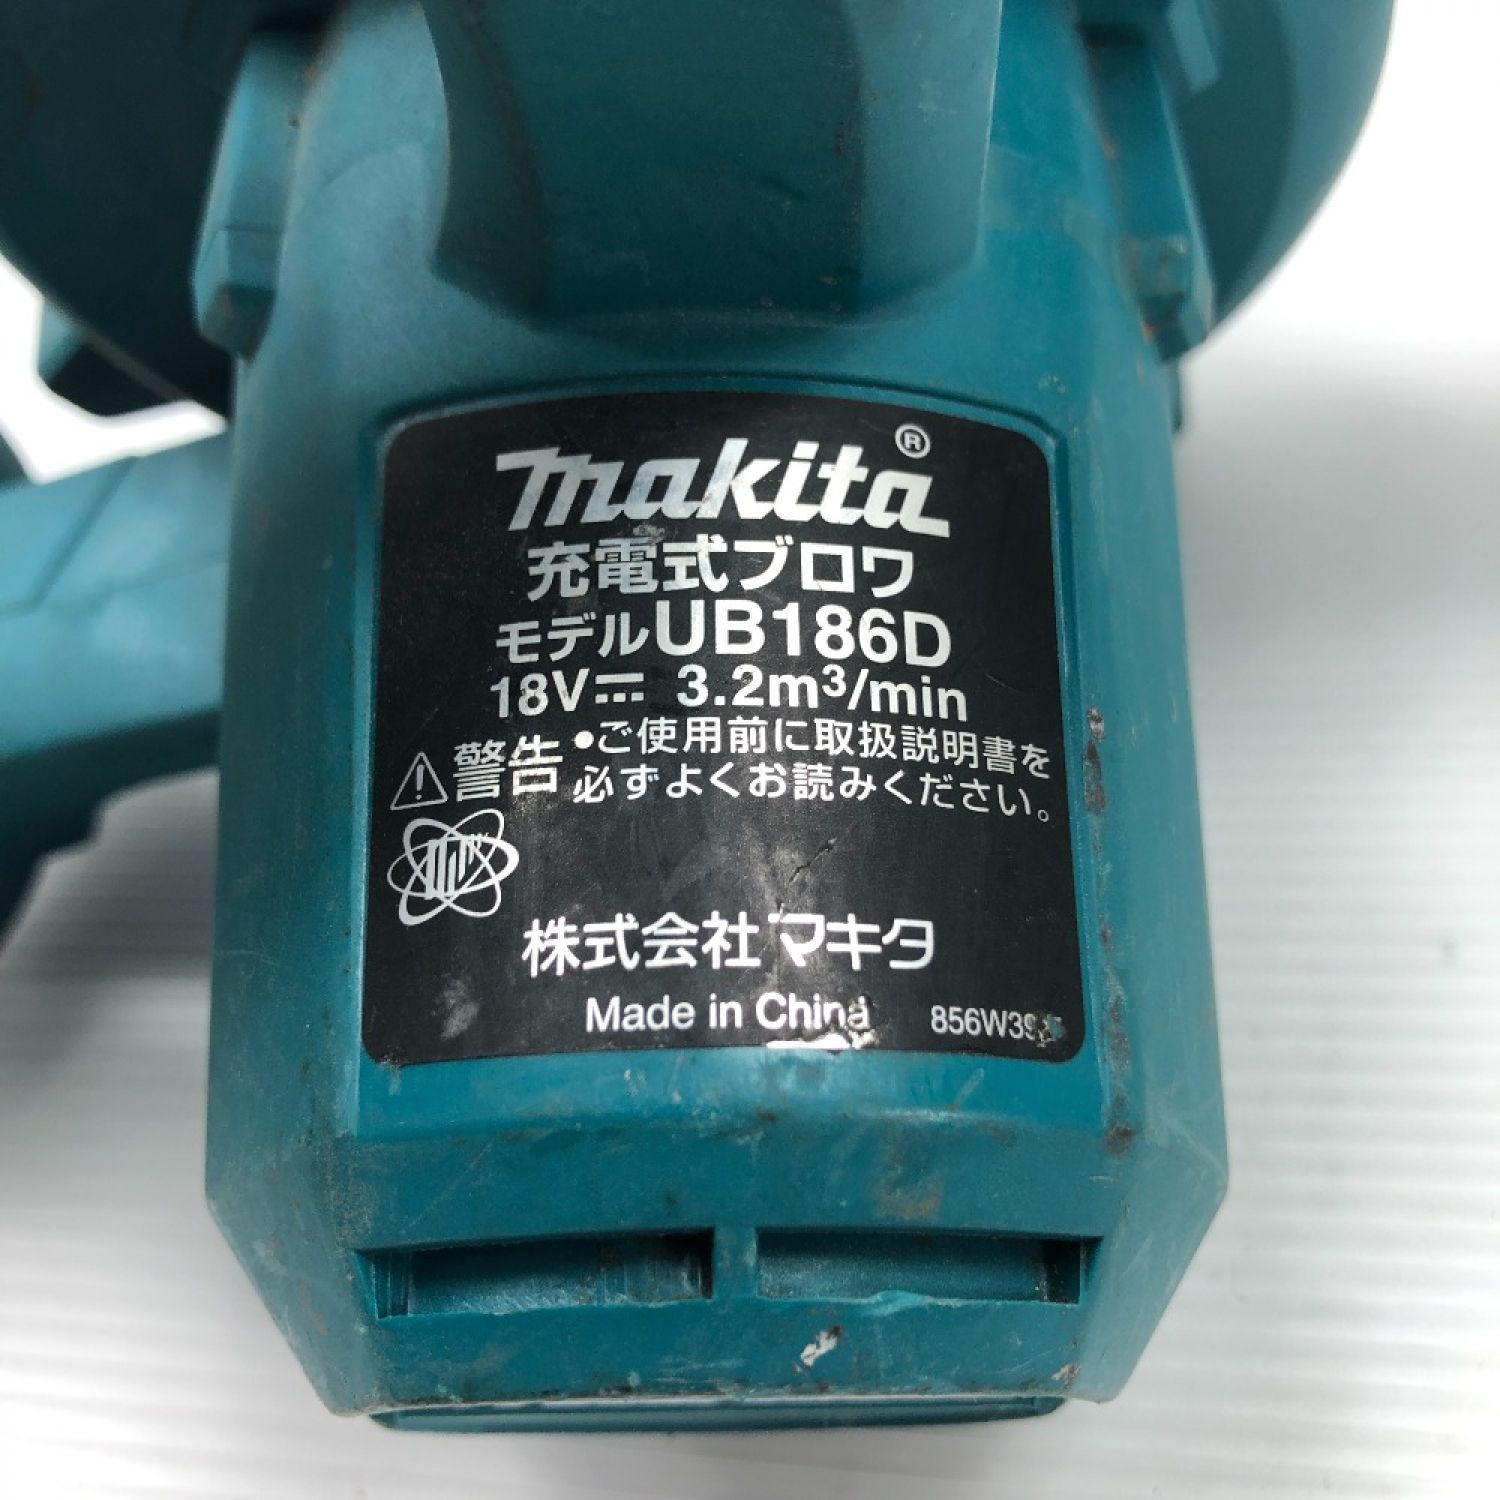 makita®
充電式ブロワ
モデルUB186D
18V⎓ 3.2m³/min
⚠警告 •ご使用前に取扱説明書を
必ずよくお読みください。
株式会社マキタ
Made in China